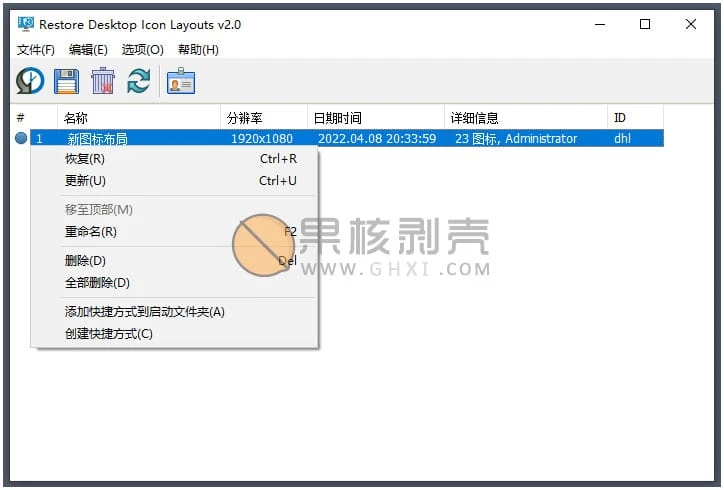 Restore Desktop Icon Layouts v2.0
文件(F) 编辑(E) 选项(O) 帮助(H)
# 名称 分辨率 日期时间 详细信息 ID
1 新图标布局 1920x1080 2022.04.08 20:33:59 23 图标, Administrator dhl
恢复(R) Ctrl+R
更新(U) Ctrl+U
移至顶部(M)
重命名(R) F2
删除(D) Del
全部删除(D)
添加快捷方式到启动文件夹(A)
创建快捷方式(C)
果核剥壳
WWW.GHXI.COM